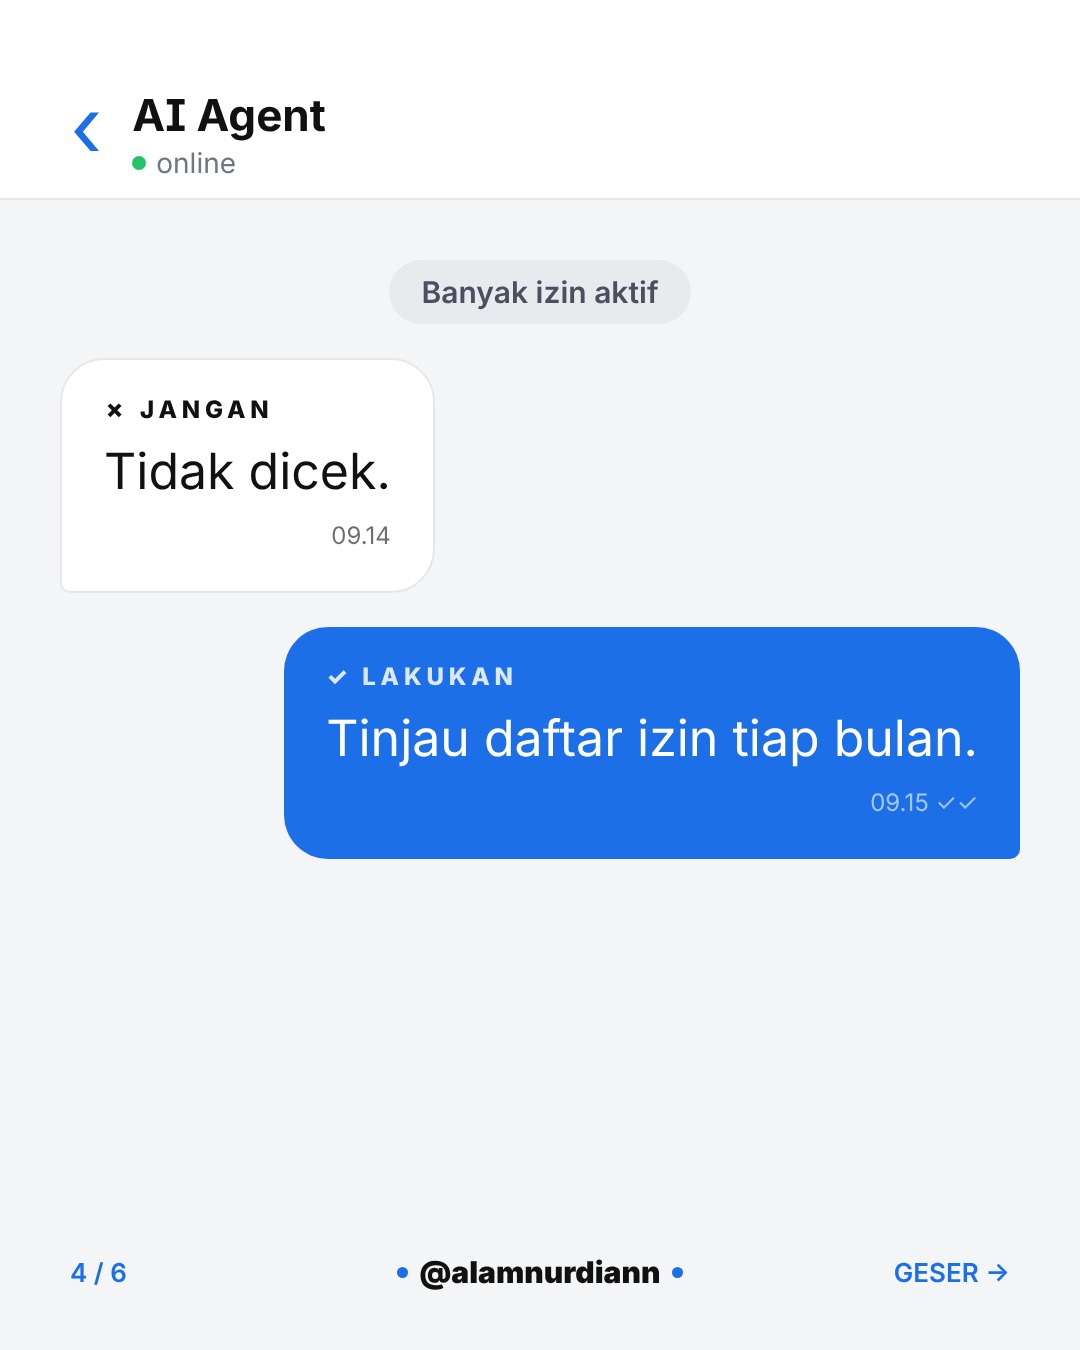 AI Agent
online
Banyak izin aktif
× JANGAN
Tidak dicek.
09.14
✓ LAKUKAN
Tinjau daftar izin tiap bulan.
09.15 ✓✓
4 / 6
• @alamnurdiann •
GESER →